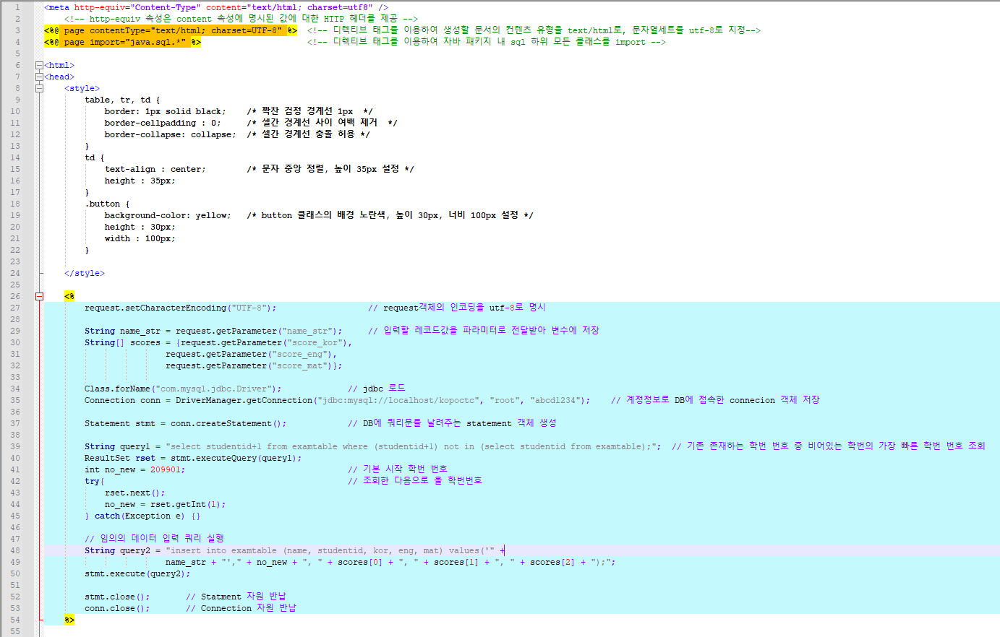 1 <meta http-equiv="Content-Type" content="text/html; charset=utf8" />
2 <!-- http-equiv 속성은 content 속성에 명시된 값에 대한 HTTP 헤더를 제공 -->
3 <%@ page contentType="text/html; charset=UTF-8" %> <!-- 디렉티브 태그를 이용하여 생성할 문서의 컨텐츠 유형을 text/html로, 문자열세트를 utf-8로 지정-->
4 <%@ page import="java.sql.*" %> <!-- 디렉티브 태그를 이용하여 자바 패키지 내 sql 하위 모든 클래스를 import -->
5
6 <html>
7 <head>
8 <style>
9 table, tr, td {
10 border: 1px solid black; /* 꽉찬 검정 경계선 1px */
11 border-cellpadding : 0; /* 셀간 경계선 사이 여백 제거 */
12 border-collapse: collapse; /* 셀간 경계선 충돌 허용 */
13 }
14 td {
15 text-align : center; /* 문자 중앙 정렬, 높이 35px 설정 */
16 height : 35px;
17 }
18 .button {
19 background-color: yellow; /* button 클래스의 배경 노란색, 높이 30px, 너비 100px 설정 */
20 height : 30px;
21 width : 100px;
22 }
23
24 </style>
25
26 <%
27 request.setCharacterEncoding("UTF-8"); // request객체의 인코딩을 utf-8로 명시
28
29 String name_str = request.getParameter("name_str"); // 입력할 레코드값을 파라미터로 전달받아 변수에 저장
30 String[] scores = {request.getParameter("score_kor"),
31 request.getParameter("score_eng"),
32 request.getParameter("score_mat")};
33
34 Class.forName("com.mysql.jdbc.Driver"); // jdbc 로드
35 Connection conn = DriverManager.getConnection("jdbc:mysql://localhost/kopoctc", "root", "abcd1234"); // 계정정보로 DB에 접속한 connecion 객체 저장
36
37 Statement stmt = conn.createStatement(); // DB에 쿼리문을 날려주는 statement 객체 생성
38
39 String query1 = "select studentid+1 from examtable where (studentid+1) not in (select studentid from examtable);"; // 기존 존재하는 학번 번호 중 비어있는 학번의 가장 빠른 학번 번호 조회
40 ResultSet rset = stmt.executeQuery(query1);
41 int no_new = 209901; // 기본 시작 학번 번호
42 try{ // 조회한 다음으로 올 학번번호
43 rset.next();
44 no_new = rset.getInt(1);
45 } catch(Exception e) {}
46
47 // 임의의 데이터 입력 쿼리 실행
48 String query2 = "insert into examtable (name, studentid, kor, eng, mat) values('" +
49 name_str + "'," + no_new + ", " + scores[0] + ", " + scores[1] + ", " + scores[2] + ");";
50 stmt.execute(query2);
51
52 stmt.close(); // Statment 자원 반납
53 conn.close(); // Connection 자원 반납
54 %>
55